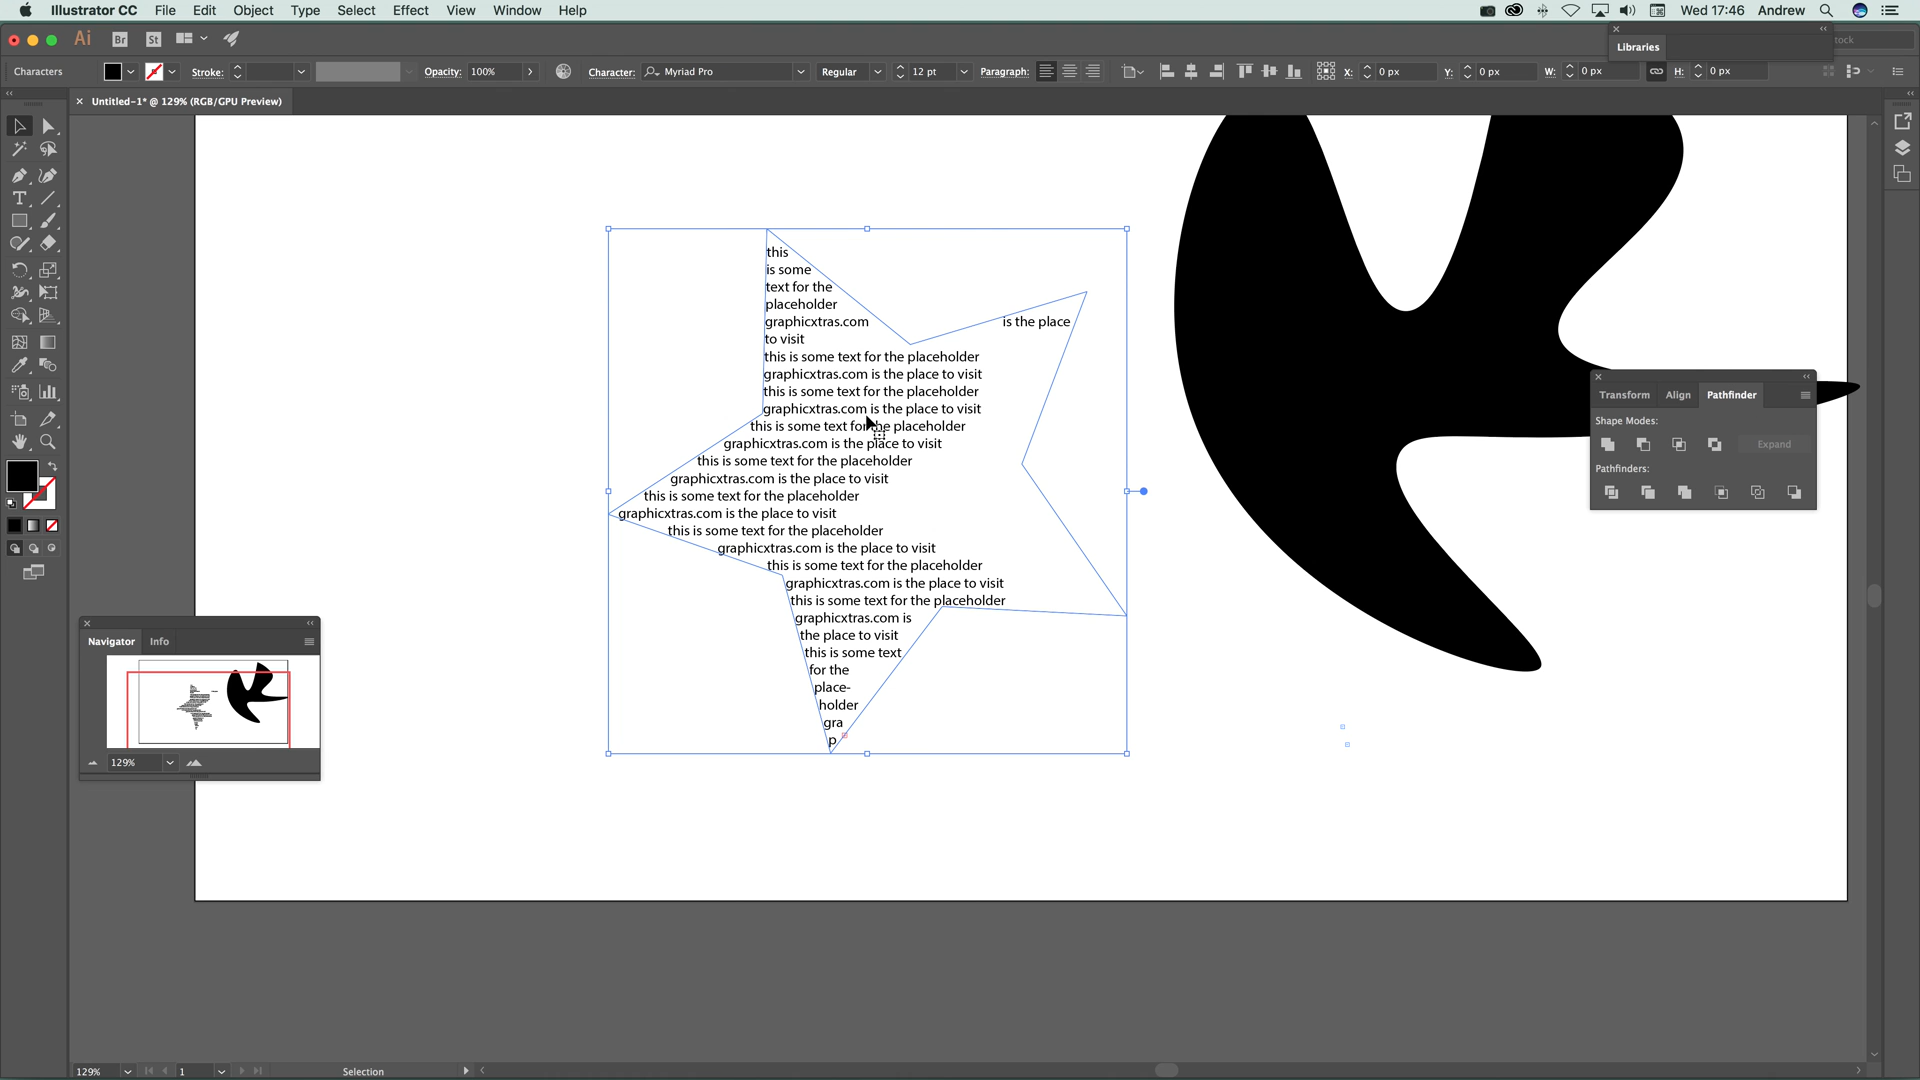 Illustrator CC File Edit Object Type Select Effect View Window Help Wed 17:46 Andrew
Ai Br St
Libraries
tock
Characters Stroke: Opacity: 100% Character: Myriad Pro Regular 12 pt Paragraph: X: 0 px Y: 0 px W: 0 px H: 0 px
Untitled-1* @ 129% (RGB/GPU Preview)
this
is some
text for the
placeholder
graphicxtras.com is the place
to visit
this is some text for the placeholder
graphicxtras.com is the place to visit
this is some text for the placeholder
graphicxtras.com is the place to visit
this is some text for the placeholder
graphicxtras.com is the place to visit
this is some text for the placeholder
graphicxtras.com is the place to visit
this is some text for the placeholder
graphicxtras.com is the place to visit
this is some text for the placeholder
graphicxtras.com is the place to visit
this is some text for the placeholder
graphicxtras.com is the place to visit
this is some text for the placeholder
graphicxtras.com is
the place to visit
this is some text
for the
place-
holder
gra
p
Transform Align Pathfinder
Shape Modes:
Expand
Pathfinders:
Navigator Info
129%
129% 1 Selection